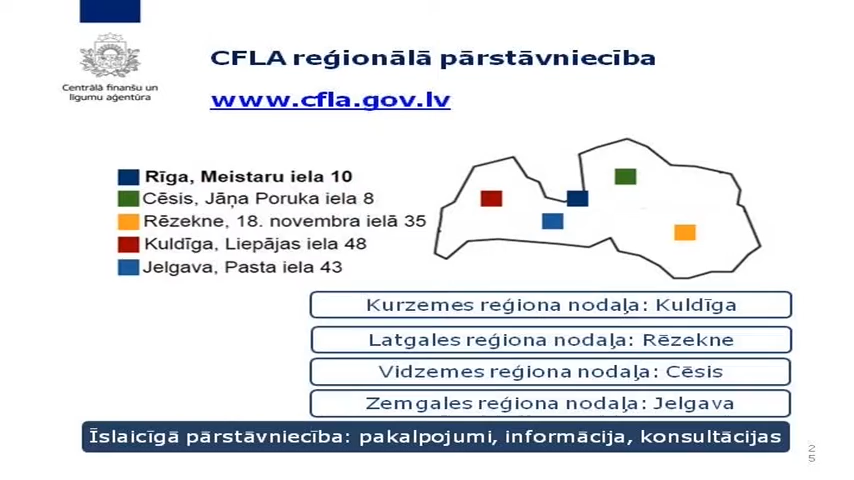 Centrālā finanšu un
līgumu aģentūra
CFLA reģionālā pārstāvniecība
www.cfla.gov.lv
Rīga, Meistaru iela 10
Cēsis, Jāņa Poruka iela 8
Rēzekne, 18. novembra ielā 35
Kuldīga, Liepājas iela 48
Jelgava, Pasta iela 43
Kurzemes reģiona nodaļa: Kuldīga
Latgales reģiona nodaļa: Rēzekne
Vidzemes reģiona nodaļa: Cēsis
Zemgales reģiona nodaļa: Jelgava
Īslaicīgā pārstāvniecība: pakalpojumi, informācija, konsultācijas
2
5